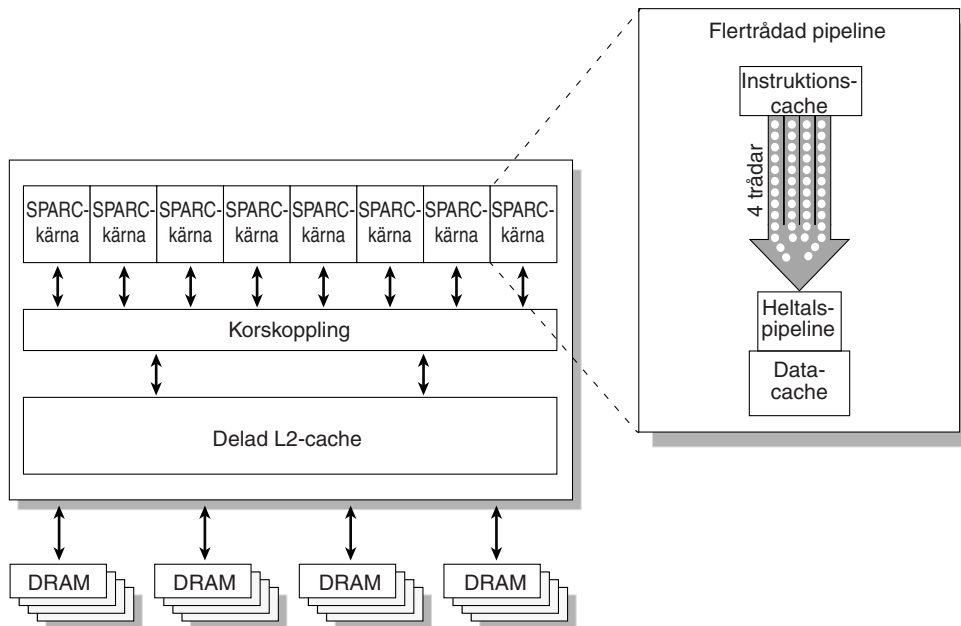 Flertrådad pipeline
Instruktions-
cache
4 trådar
Heltals-
pipeline
Data-
cache
SPARC- SPARC- SPARC- SPARC- SPARC- SPARC- SPARC- SPARC-
kärna kärna kärna kärna kärna kärna kärna kärna
Korskoppling
Delad L2-cache
DRAM DRAM DRAM DRAM